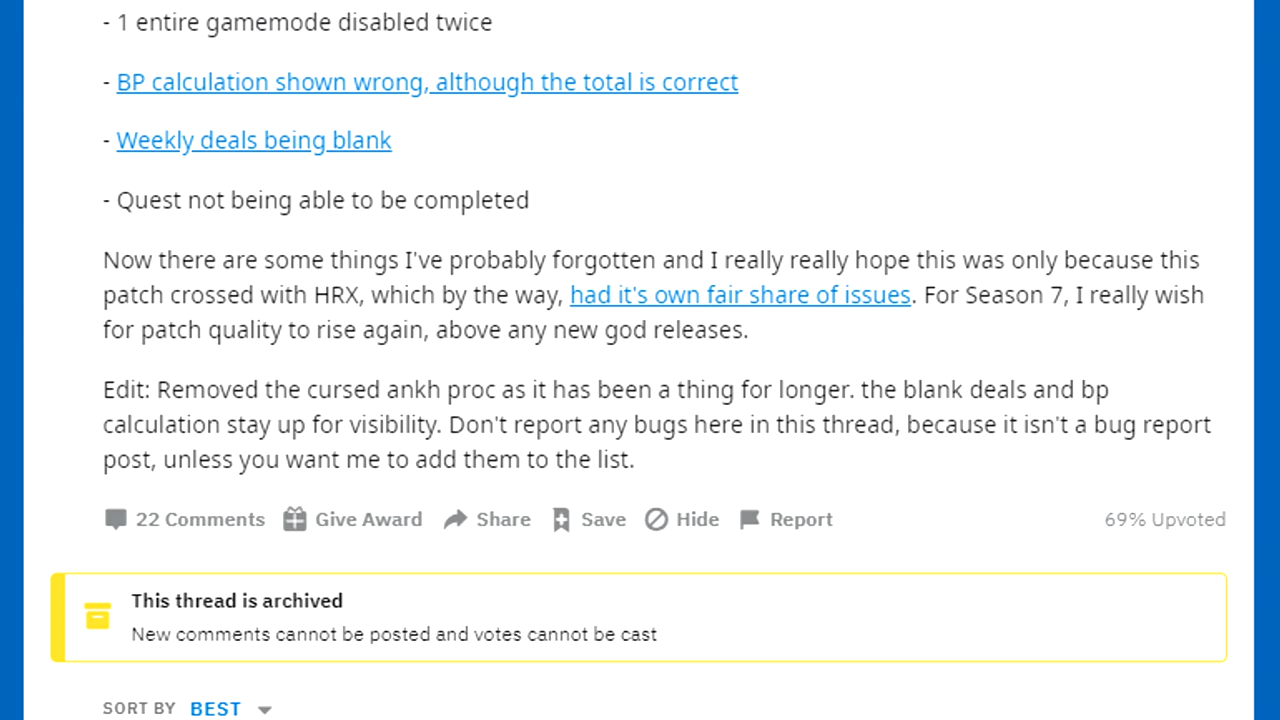 - 1 entire gamemode disabled twice
- BP calculation shown wrong, although the total is correct
- Weekly deals being blank
- Quest not being able to be completed
Now there are some things I've probably forgotten and I really really hope this was only because this
patch crossed with HRX, which by the way, had it's own fair share of issues. For Season 7, I really wish
for patch quality to rise again, above any new god releases.
Edit: Removed the cursed ankh proc as it has been a thing for longer. the blank deals and bp
calculation stay up for visibility. Don't report any bugs here in this thread, because it isn't a bug report
post, unless you want me to add them to the list.
22 Comments Give Award Share Save Hide Report 69% Upvoted
This thread is archived
New comments cannot be posted and votes cannot be cast
SORT BY BEST